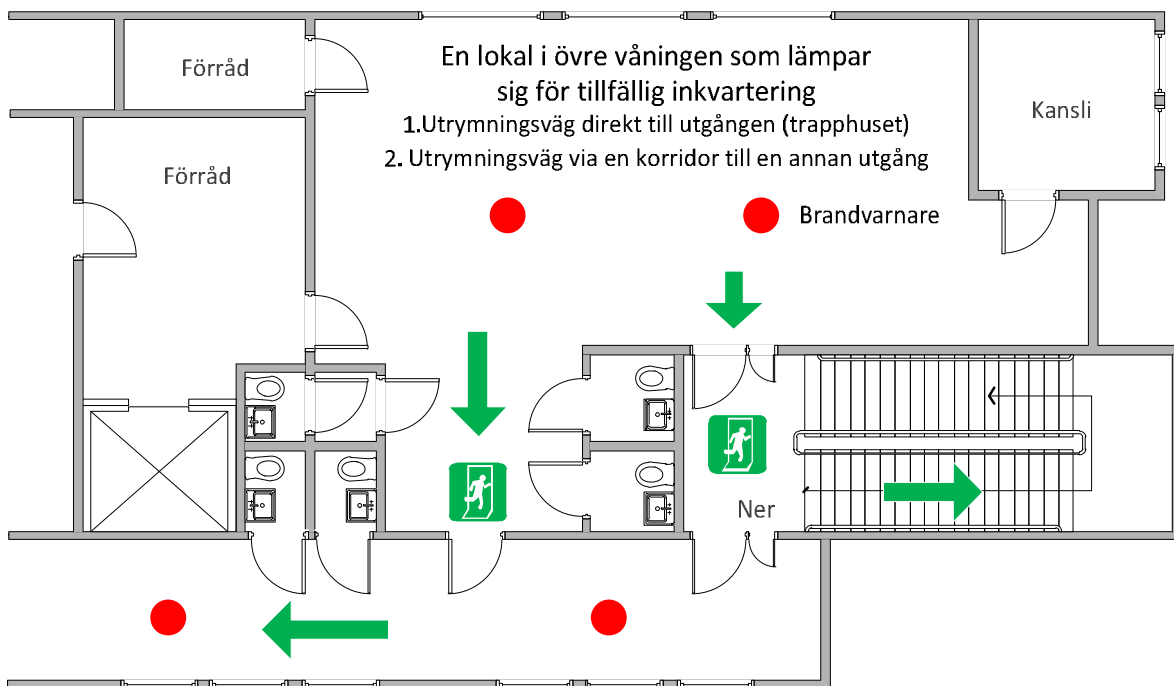 En lokal i övre våningen som lämpar
sig för tillfällig inkvartering
1.Utrymningsväg direkt till utgången (trapphuset)
2. Utrymningsväg via en korridor till en annan utgång
Förråd
Kansli
Förråd
Brandvarnare
Ner